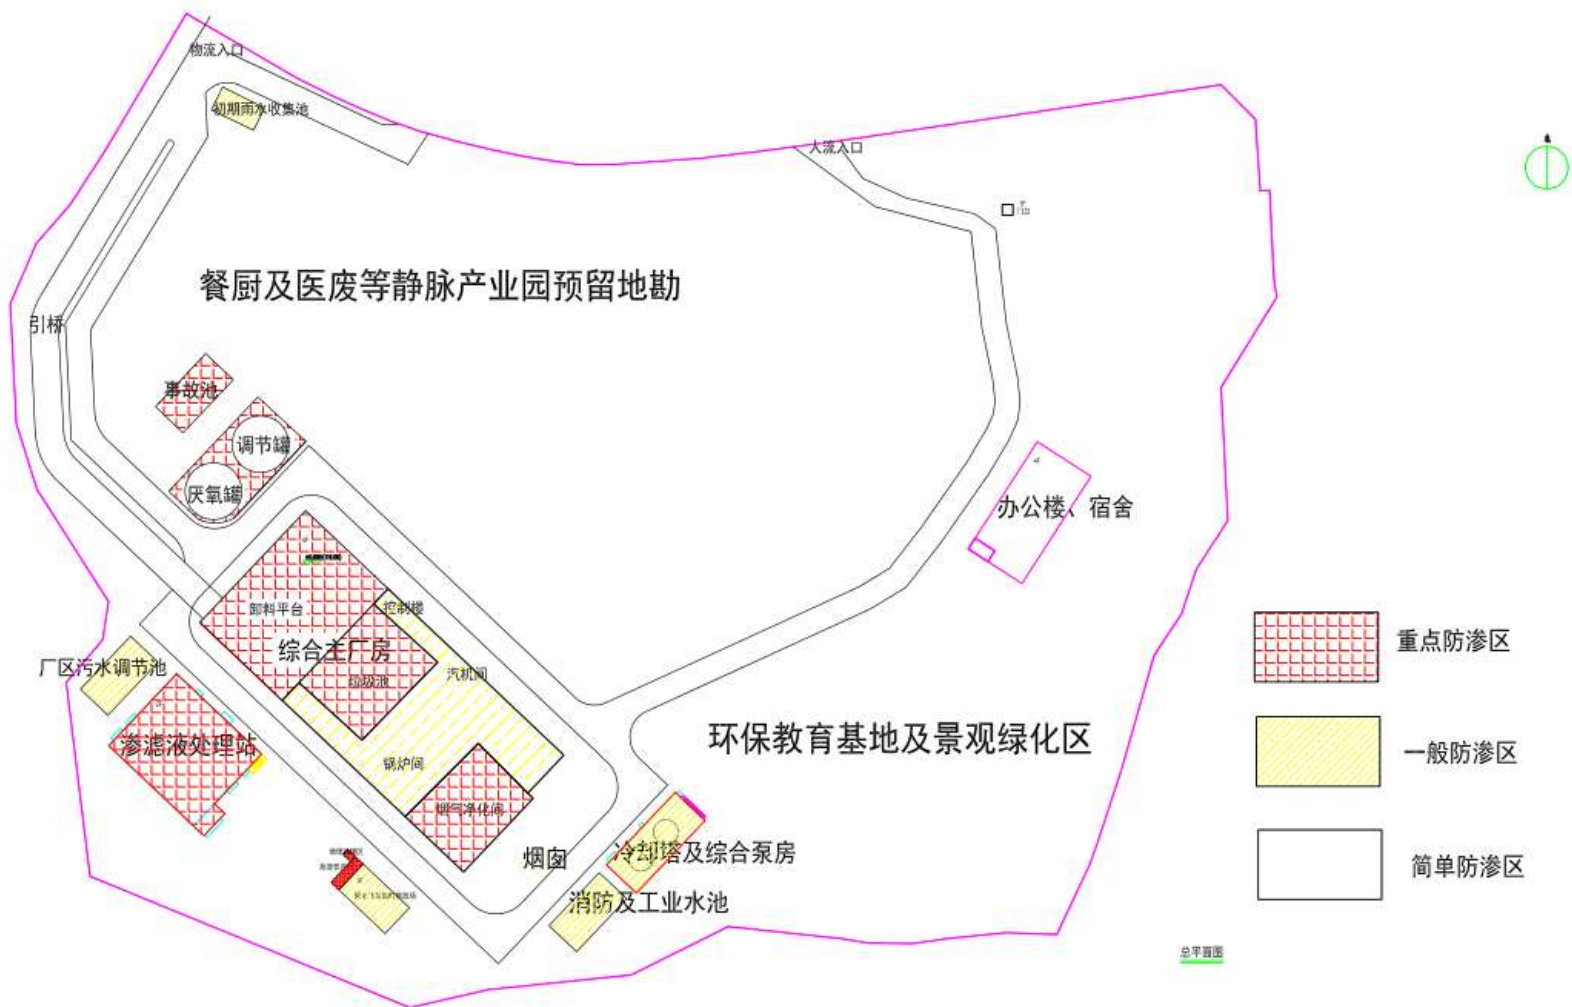 物流入口
初期雨水收集池
人流入口
餐厨及医废等静脉产业园预留地勘
引桥
事故池
调节罐
厌氧罐
办公楼、宿舍
卸料平台
控制楼
综合主厂房
垃圾池
汽机间
厂区污水调节池
渗滤液处理站
锅炉间
烟气净化间
环保教育基地及景观绿化区
烟囱
冷却塔及综合泵房
消防及工业水池
重点防渗区
一般防渗区
简单防渗区
总平面图